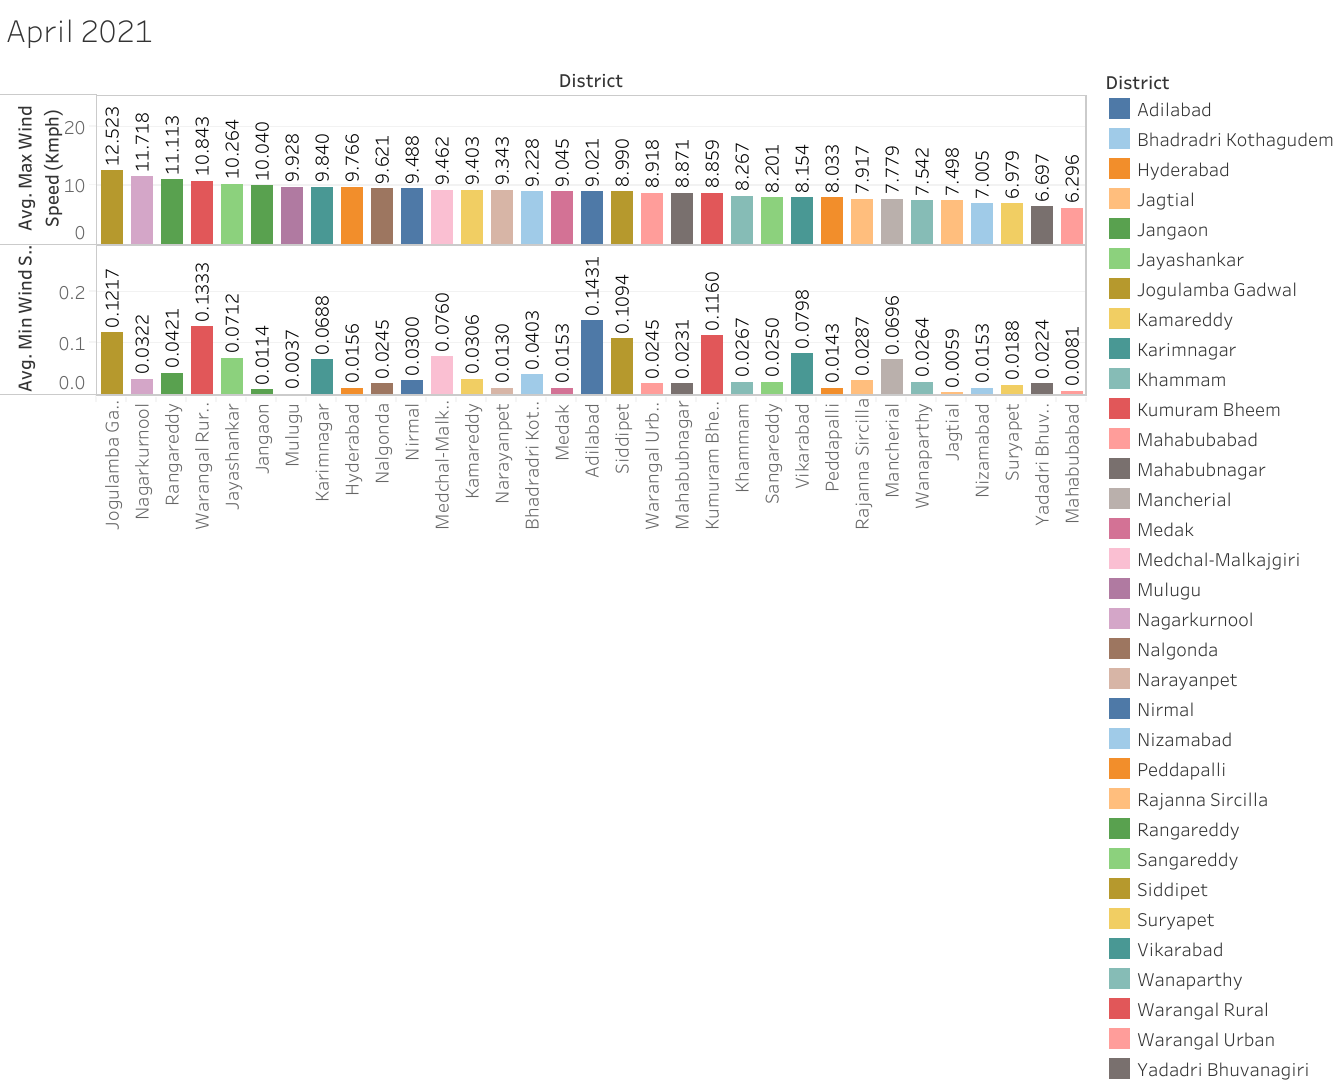 April 2021
District
Avg. Max Wind
Speed (Kmph)
20
10
0
12.523
11.718
11.113
10.843
10.264
10.040
9.928
9.840
9.766
9.621
9.488
9.462
9.403
9.343
9.228
9.045
9.021
8.990
8.918
8.871
8.859
8.267
8.201
8.154
8.033
7.917
7.779
7.542
7.498
7.005
6.979
6.697
6.296
Avg. Min Wind S..
0.2
0.1
0.0
0.1217
0.0322
0.0421
0.1333
0.0712
0.0114
0.0037
0.0688
0.0156
0.0245
0.0300
0.0760
0.0306
0.0130
0.0403
0.0153
0.1431
0.1094
0.0245
0.0231
0.1160
0.0267
0.0250
0.0798
0.0143
0.0287
0.0696
0.0264
0.0059
0.0153
0.0188
0.0224
0.0081
Jogulamba Ga..
Nagarkurnool
Rangareddy
Warangal Rur..
Jayashankar
Jangaon
Mulugu
Karimnagar
Hyderabad
Nalgonda
Nirmal
Medchal-Malk..
Kamareddy
Narayanpet
Bhadradri Kot..
Medak
Adilabad
Siddipet
Warangal Urb..
Mahabubnagar
Kumuram Bhe..
Khammam
Sangareddy
Vikarabad
Peddapalli
Rajanna Sircilla
Mancherial
Wanaparthy
Jagtial
Nizamabad
Suryapet
Yadadri Bhuv..
Mahabubabad
District
Adilabad
Bhadradri Kothagudem
Hyderabad
Jagtial
Jangaon
Jayashankar
Jogulamba Gadwal
Kamareddy
Karimnagar
Khammam
Kumuram Bheem
Mahabubabad
Mahabubnagar
Mancherial
Medak
Medchal-Malkajgiri
Mulugu
Nagarkurnool
Nalgonda
Narayanpet
Nirmal
Nizamabad
Peddapalli
Rajanna Sircilla
Rangareddy
Sangareddy
Siddipet
Suryapet
Vikarabad
Wanaparthy
Warangal Rural
Warangal Urban
Yadadri Bhuvanagiri